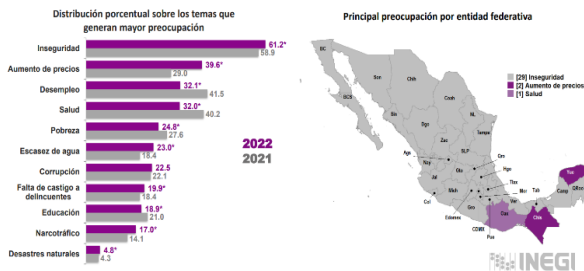 Distribución porcentual sobre los temas que
generan mayor preocupación
Inseguridad
61.2*
58.9
Aumento de precios
39.6*
29.0
Desempleo
32.1*
41.5
Salud
32.0*
40.2
Pobreza
24.8*
27.6
Escasez de agua
23.0*
18.4
Corrupción
22.5
22.1
Falta de castigo a
delincuentes
19.9*
18.4
Educación
18.9*
21.0
Narcotráfico
17.0*
14.1
Desastres naturales
4.8*
4.3
2022
2021
Principal preocupación por entidad federativa
[29] Inseguridad
[2] Aumento de precios
[1] Salud
BC
Son
Chih
BCS
Coah
Sin
Dgo
NL
Tamps
Zac
SLP
Ags
Nay
Gto
Qro
Hgo
Jal
Tlax
Col
Mich
Mor
Tab
Yuc
Camp
QRoo
Ver
Gro
Edomex
CDMX
Pue
Oax
Chis
INEGI